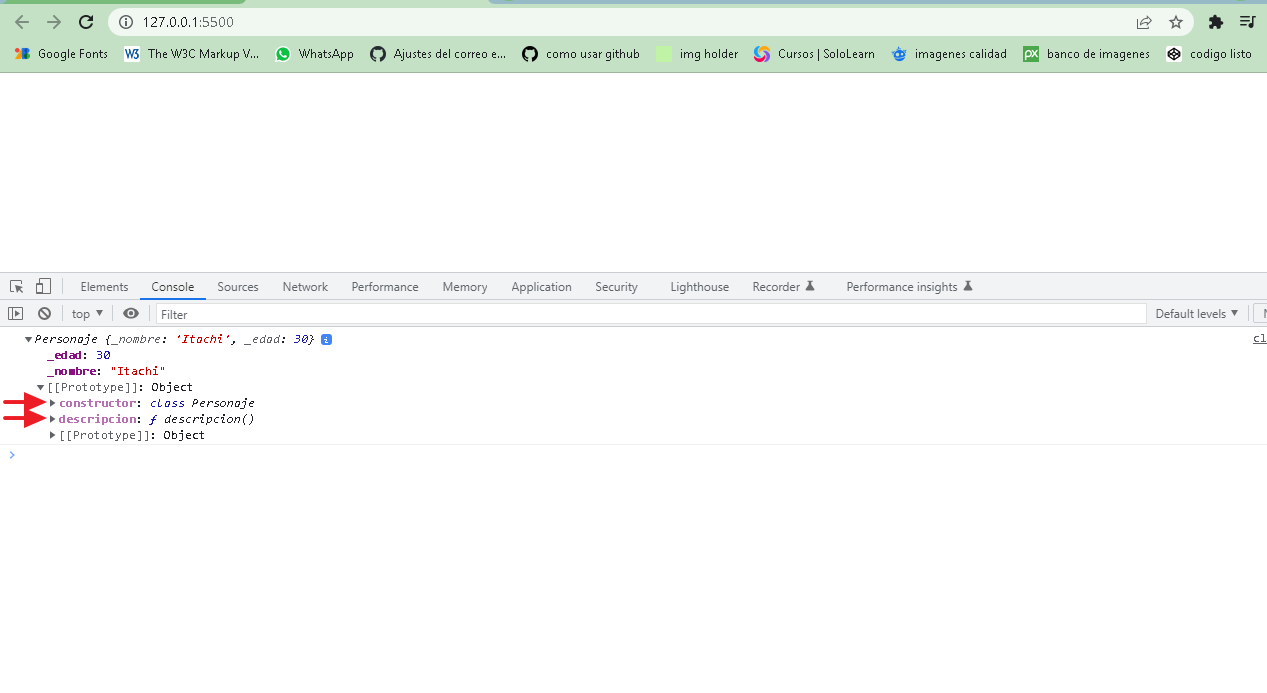 127.0.0.1:5500
Google Fonts The W3C Markup V... WhatsApp Ajustes del correo e... como usar github img holder Cursos | SoloLearn imagenes calidad banco de imagenes codigo listo
Elements Console Sources Network Performance Memory Application Security Lighthouse Recorder Performance insights
top Filter Default levels
Personaje {_nombre: 'Itachi', _edad: 30} cl
_edad: 30
_nombre: "Itachi"
[[Prototype]]: Object
constructor: class Personaje
descripcion: ƒ descripcion()
[[Prototype]]: Object